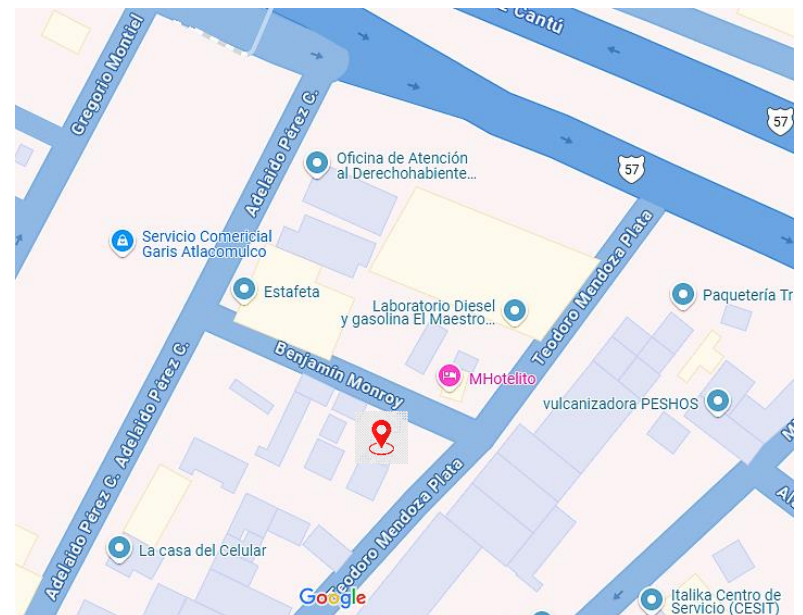 z Cantú
Gregorio Montiel
57
Adelaido Pérez C.
Oficina de Atención
al Derechohabiente...
57
Teodoro Mendoza Plata
Servicio Comericial
Garis Atlacomulco
Estafeta
Paquetería Tr
Laboratorio Diesel
y gasolina El Maestro...
Benjamín Monroy
MHotelito
vulcanizadora PESHOS
Adelaido Pérez C.
Adelaido Pérez C.
Teodoro Mendoza Plata
La casa del Celular
Google
Italika Centro de
Servicio (CESIT)